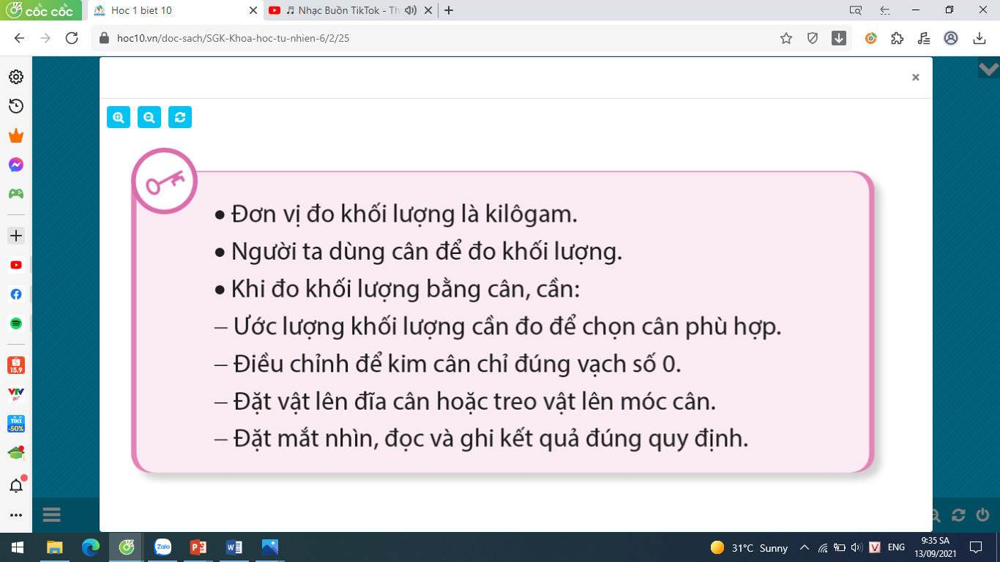 cốc cốc
Hoc 1 biet 10
Nhạc Buồn TikTok - Th
hoc10.vn/doc-sach/SGK-Khoa-hoc-tu-nhien-6/2/25
• Đơn vị đo khối lượng là kilôgam.
• Người ta dùng cân để đo khối lượng.
• Khi đo khối lượng bằng cân, cần:
– Ước lượng khối lượng cần đo để chọn cân phù hợp.
– Điều chỉnh để kim cân chỉ đúng vạch số 0.
– Đặt vật lên đĩa cân hoặc treo vật lên móc cân.
– Đặt mắt nhìn, đọc và ghi kết quả đúng quy định.
15.9
VTV
go
TIKI
-50%
Zalo
31°C Sunny
V
ENG
9:35 SA
13/09/2021